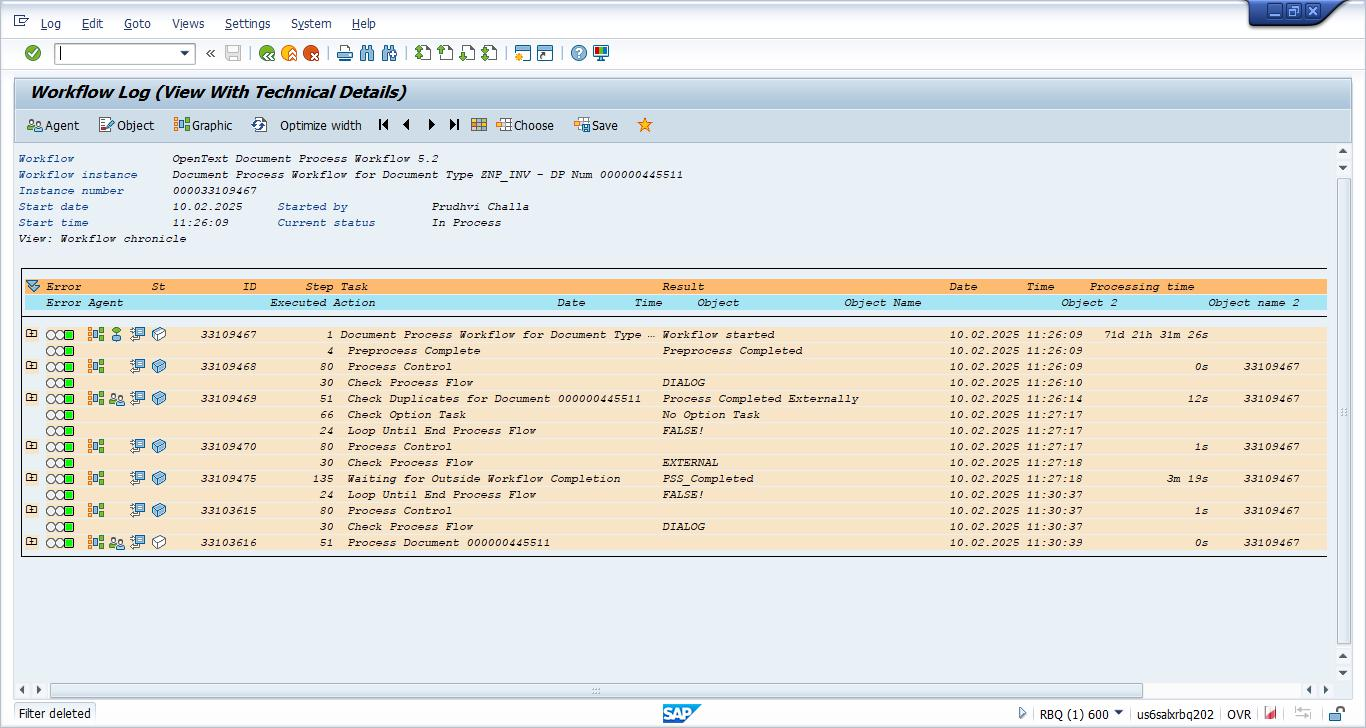 Log Edit Goto Views Settings System Help
Workflow Log (View With Technical Details)
Agent Object Graphic Optimize width Choose Save
Workflow OpenText Document Process Workflow 5.2
Workflow instance Document Process Workflow for Document Type ZNP_INV - DP Num 000000445511
Instance number 000033109467
Start date 10.02.2025 Started by Prudhvi Challa
Start time 11:26:09 Current status In Process
View: Workflow chronicle
Error St ID Step Task Result Date Time Processing time
Error Agent Executed Action Date Time Object Object Name Object 2 Object name 2
33109467 1 Document Process Workflow for Document Type … Workflow started 10.02.2025 11:26:09 71d 21h 31m 26s
4 Preprocess Complete Preprocess Completed 10.02.2025 11:26:09
33109468 80 Process Control 10.02.2025 11:26:09 0s 33109467
30 Check Process Flow DIALOG 10.02.2025 11:26:10
33109469 51 Check Duplicates for Document 000000445511 Process Completed Externally 10.02.2025 11:26:14 12s 33109467
66 Check Option Task No Option Task 10.02.2025 11:27:17
24 Loop Until End Process Flow FALSE! 10.02.2025 11:27:17
33109470 80 Process Control 10.02.2025 11:27:17 1s 33109467
30 Check Process Flow EXTERNAL 10.02.2025 11:27:18
33109475 135 Waiting for Outside Workflow Completion PSS_Completed 10.02.2025 11:27:18 3m 19s 33109467
24 Loop Until End Process Flow FALSE! 10.02.2025 11:30:37
33103615 80 Process Control 10.02.2025 11:30:37 1s 33109467
30 Check Process Flow DIALOG 10.02.2025 11:30:37
33103616 51 Process Document 000000445511 10.02.2025 11:30:39 0s 33109467
Filter deleted SAP RBQ (1) 600 us6salxrbq202 OVR